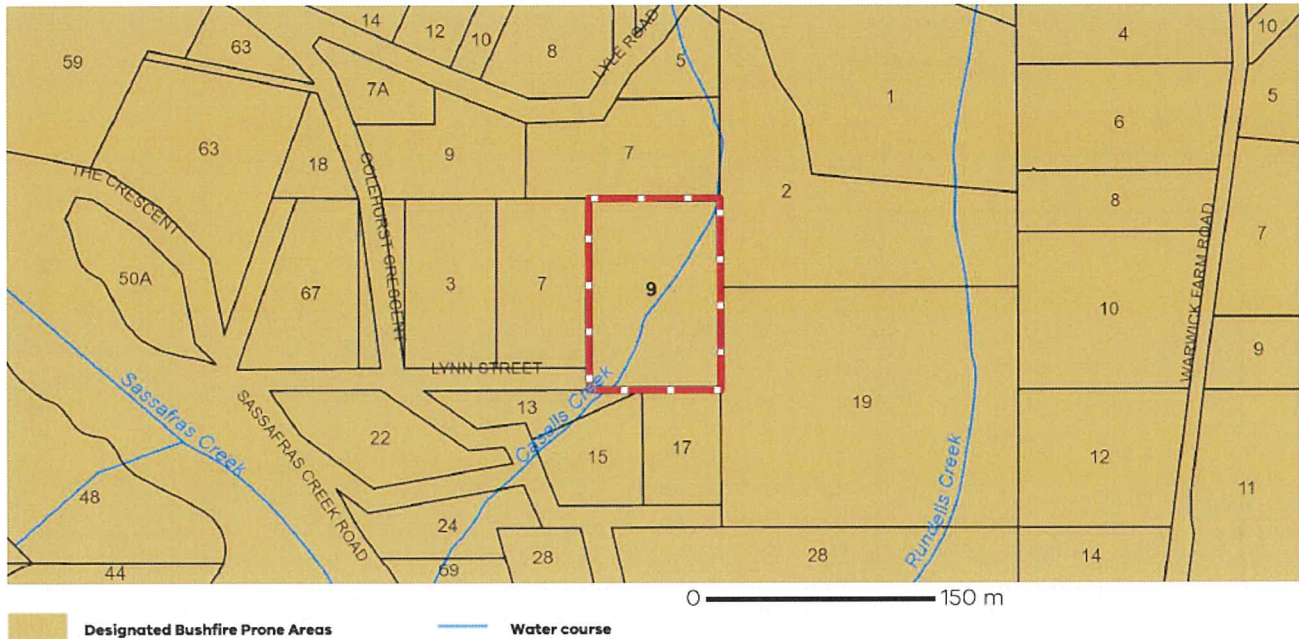 14
12
10
8
LYLE ROAD
5
4
10
59
63
7A
1
5
6
63
18
9
7
THE CRESCENT
COLEHURST CRESCENT
2
8
WARWICK FARM ROAD
7
50A
67
3
7
9
10
9
LYNN STREET
Sassafras Creek
SASSAFRAS CREEK ROAD
22
13
Casells Creek
15
17
19
Rundells Creek
12
11
48
24
44
69
28
28
14
0 150 m
Designated Bushfire Prone Areas
Water course